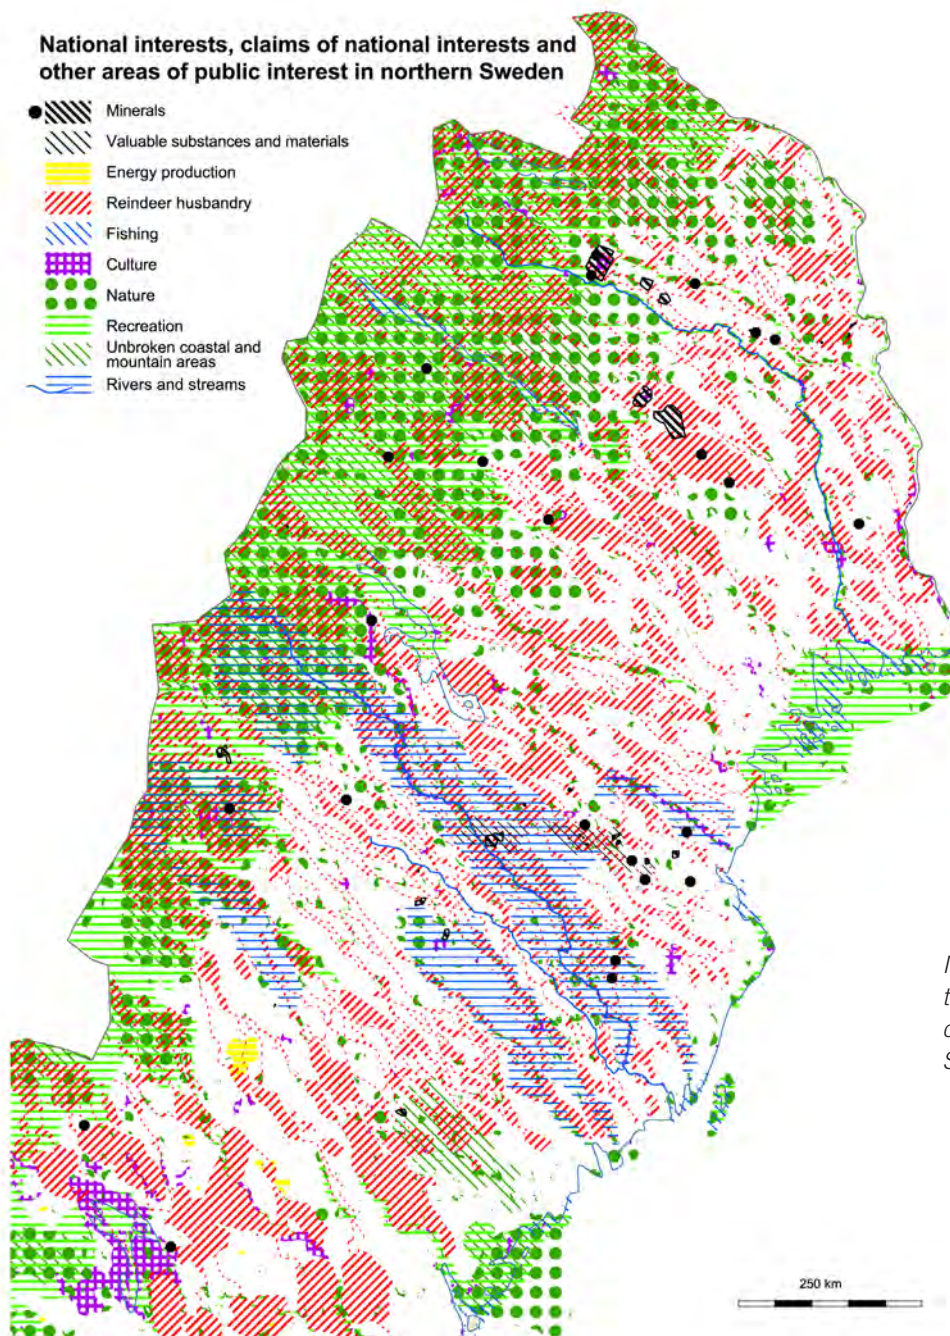 National interests, claims of national interests and
other areas of public interest in northern Sweden
Minerals
Valuable substances and materials
Energy production
Reindeer husbandry
Fishing
Culture
Nature
Recreation
Unbroken coastal and
mountain areas
Rivers and streams
250 km